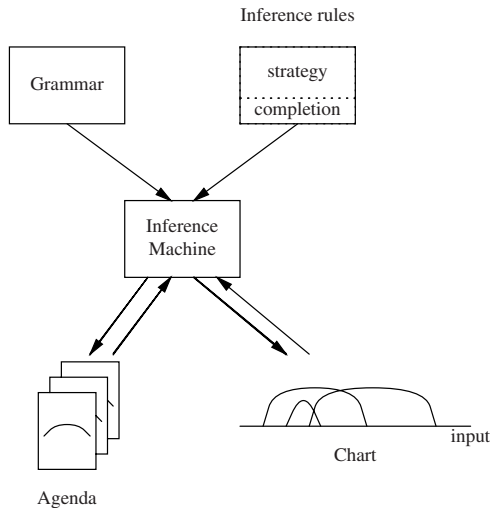 Inference rules
Grammar
strategy
completion
Inference
Machine
input
Chart
Agenda